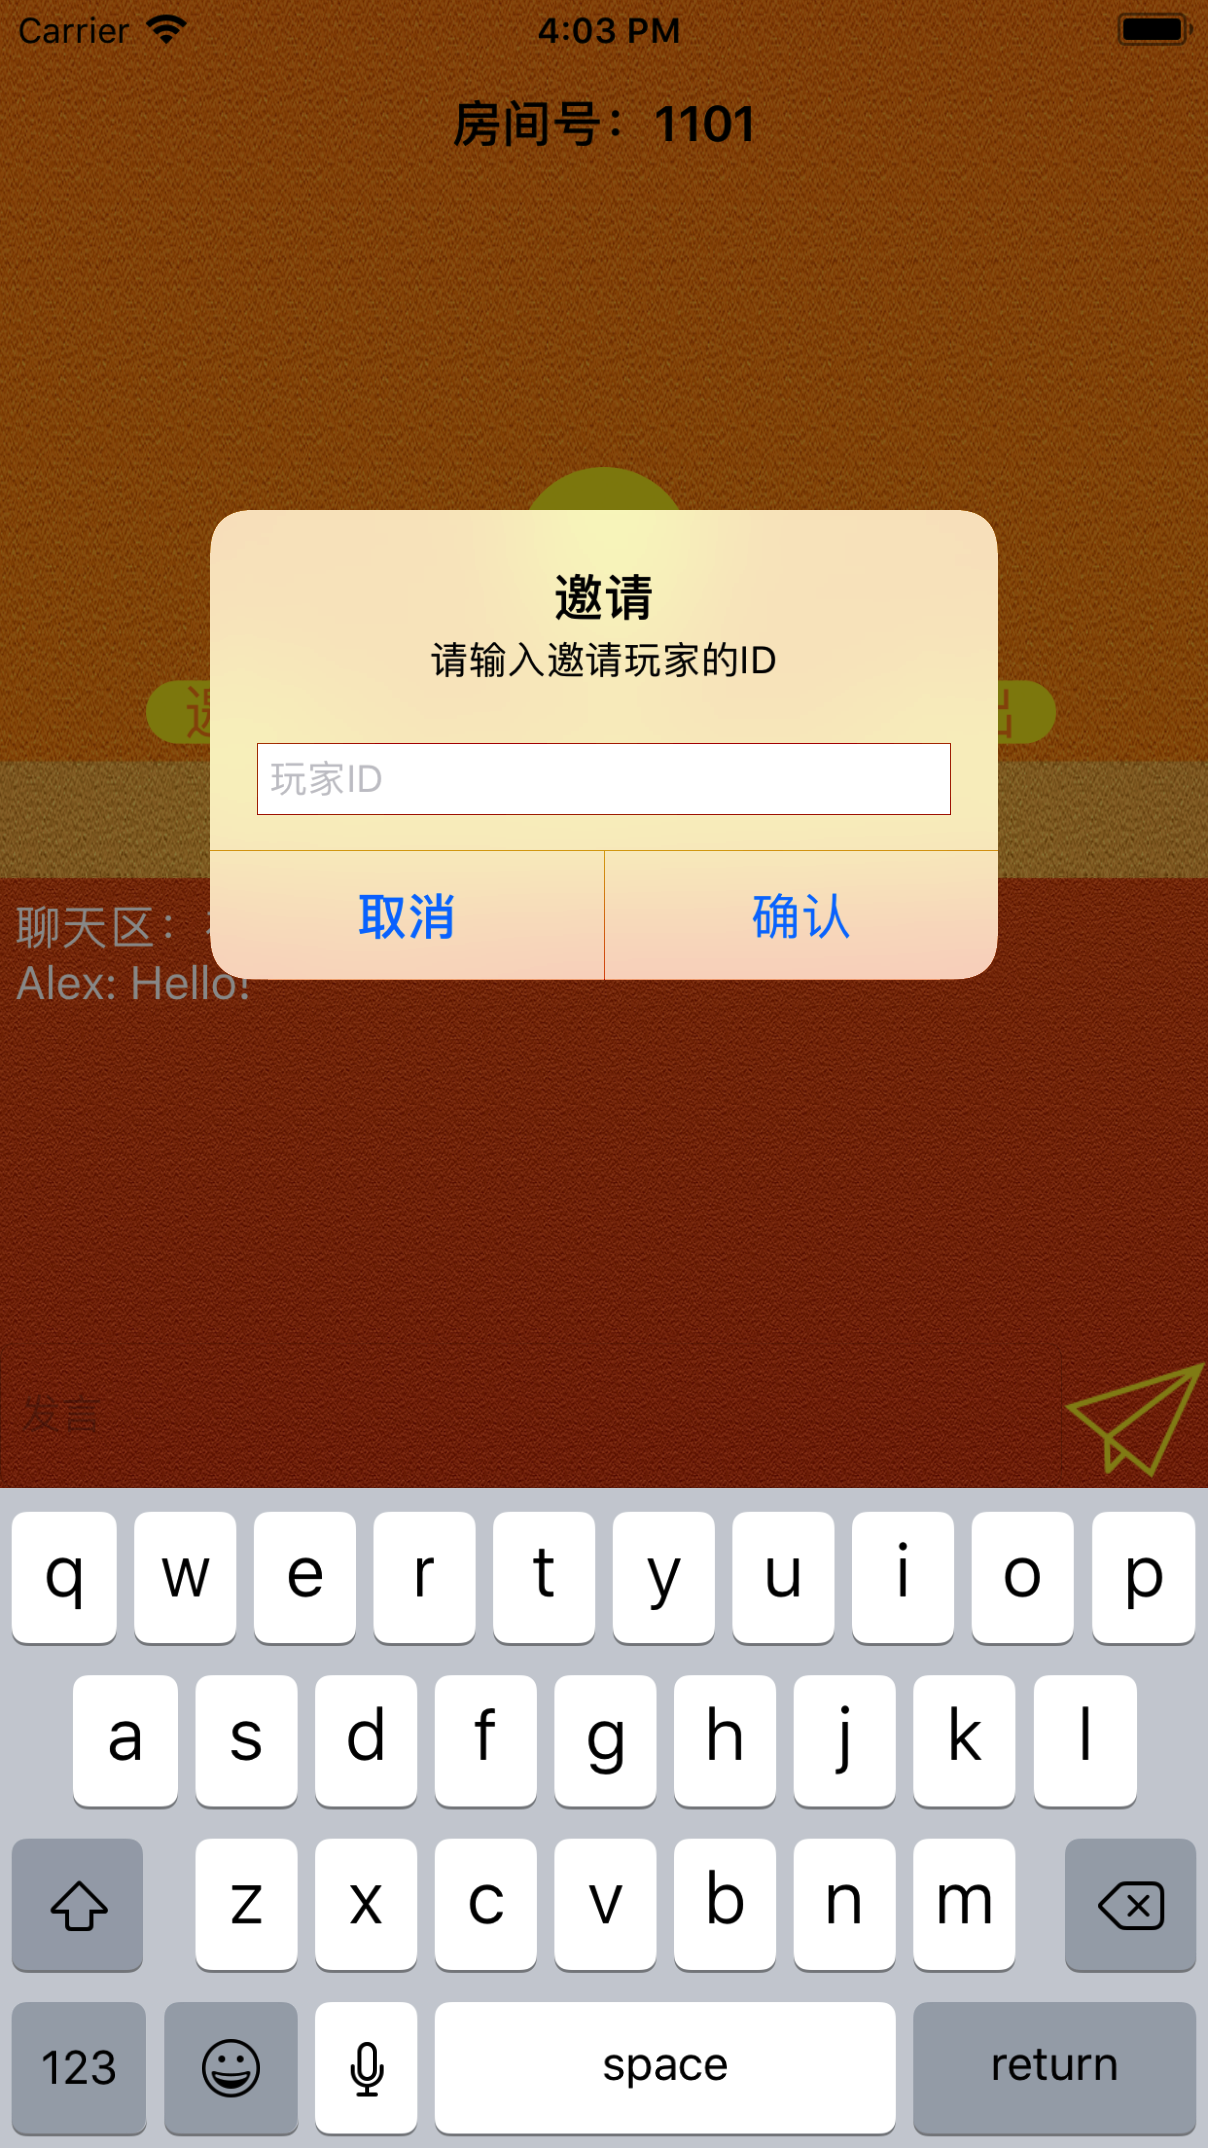 Carrier 4:03 PM
房间号：1101
邀请
请输入邀请玩家的ID
玩家ID
取消 确认
聊天区：
Alex: Hello!
发言
q w e r t y u i o p
a s d f g h j k l
z x c v b n m
123 space return